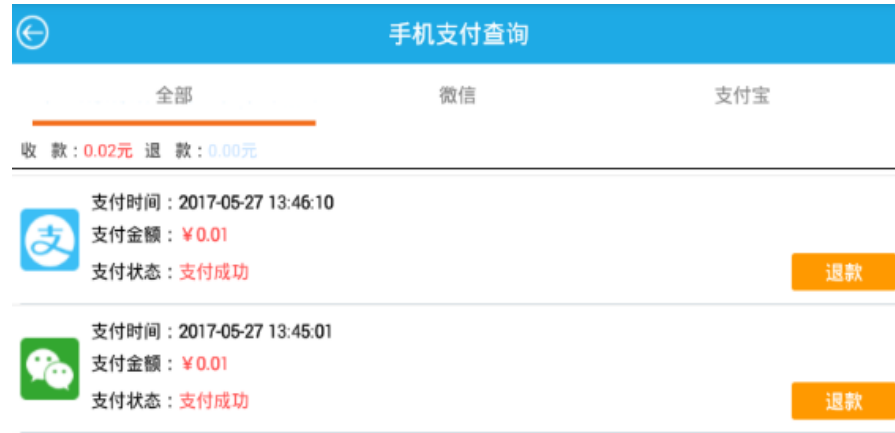 手机支付查询
全部 微信 支付宝
收 款：0.02元 退 款：0.00元
支付时间：2017-05-27 13:46:10
支
支付金额：￥0.01
支付状态：支付成功
退款
支付时间：2017-05-27 13:45:01
支付金额：￥0.01
支付状态：支付成功
退款